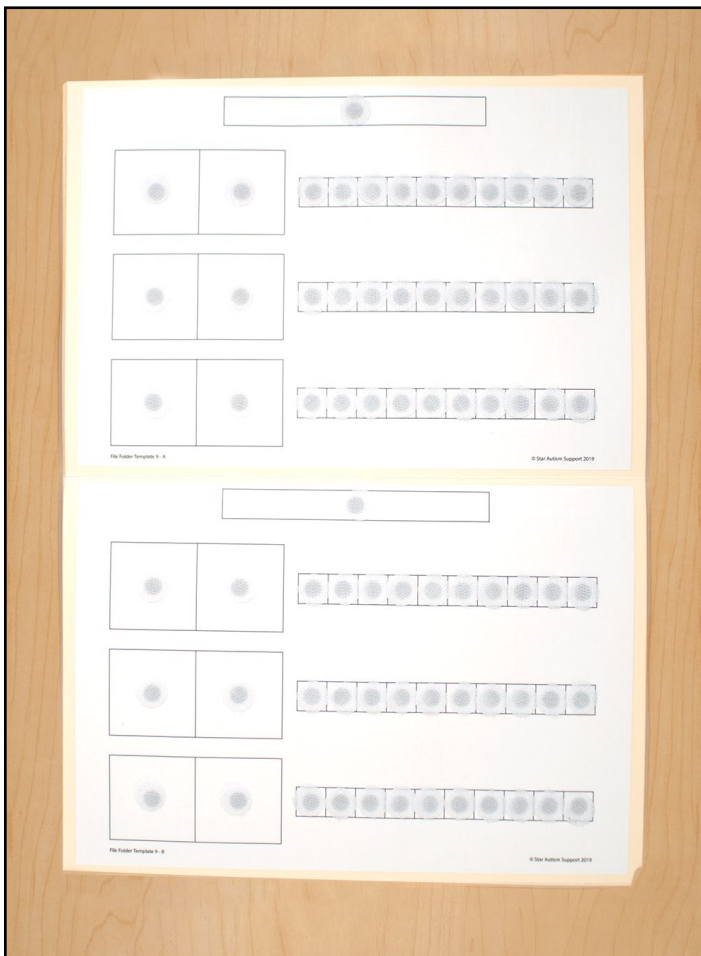 File Folder Template 9 - A
© Star Autism Support 2019
File Folder Template 9 - B
© Star Autism Support 2019